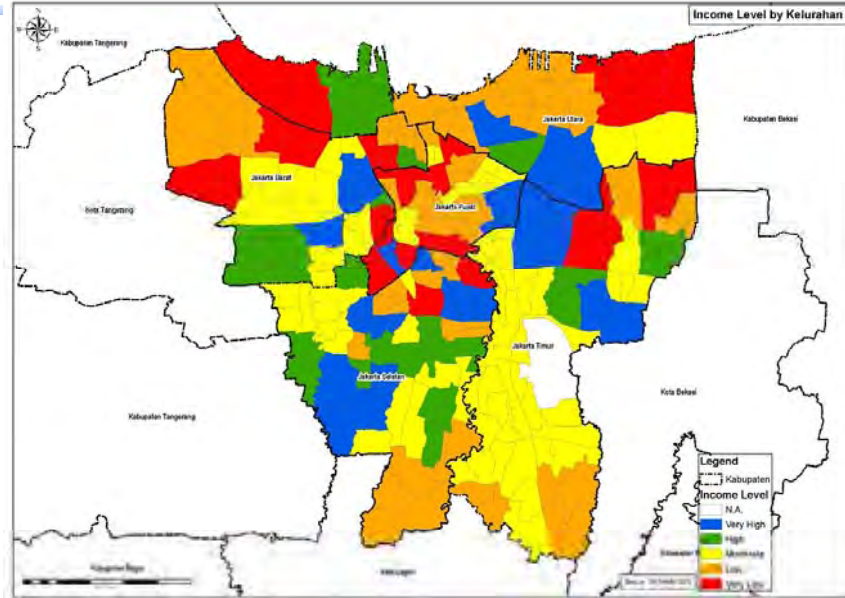 Income Level by Kelurahan
Kabupaten Tangerang
Jakarta Utara
Kabupaten Bekasi
Jakarta Barat
Kota Tangerang
Jakarta Pusat
Jakarta Timur
Jakarta Selatan
Kota Bekasi
Kabupaten Tangerang
Legend
Kabupaten
Income Level
N.A.
Very High
High
Moderate
Low
Very Low
Kabupaten Bogor